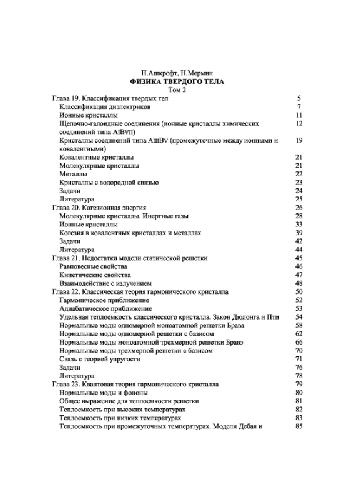 Н.Ашкрофт, Н.Мермин
ФИЗИКА ТВЕРДОГО ТЕЛА
Том 2
Глава 19. Классификация твердых тел 5
Классификация диэлектриков 7
Ионные кристаллы 11
Щелочно-галоидные соединения (ионные кристаллы химических 12
соединений типа AIBVII)
Кристаллы соединений типа AIIIBV (промежуточные между ионными и 19
ковалентными)
Ковалентные кристаллы 21
Молекулярные кристаллы 21
Металлы 22
Кристаллы с водородной связью 23
Задачи 24
Литература 25
Глава 20. Когезионная энергия 26
Молекулярные кристаллы. Инертные газы 28
Ионные кристаллы 33
Когезия в ковалентных кристаллах и металлах 39
Задачи 42
Литература 44
Глава 21. Недостатки модели статической решетки 45
Равновесные свойства 46
Кинетические свойства 47
Взаимодействие с излучением 48
Глава 22. Классическая теория гармонического кристалла 50
Гармоническое приближение 52
Адиабатическое приближение 53
Удельная теплоемкость классического кристалла. Закон Дюлонга и Пти 54
Нормальные моды одномерной моноатомной решетки Бравэ 58
Нормальные моды одномерной решетки с базисом 62
Нормальные моды моноатомной трехмерной решетки Бравэ 66
Нормальные моды трехмерной решетки с базисом 70
Связь с теорией упругости 71
Задачи 76
Литература 78
Глава 23. Квантовая теория гармонического кристалла 79
Нормальные моды и фононы 80
Общее выражение для теплоемкости решетки 81
Теплоемкость при высоких температурах 82
Теплоемкость при низких температурах 83
Теплоемкость при промежуточных температурах. Модели Дебая и 85